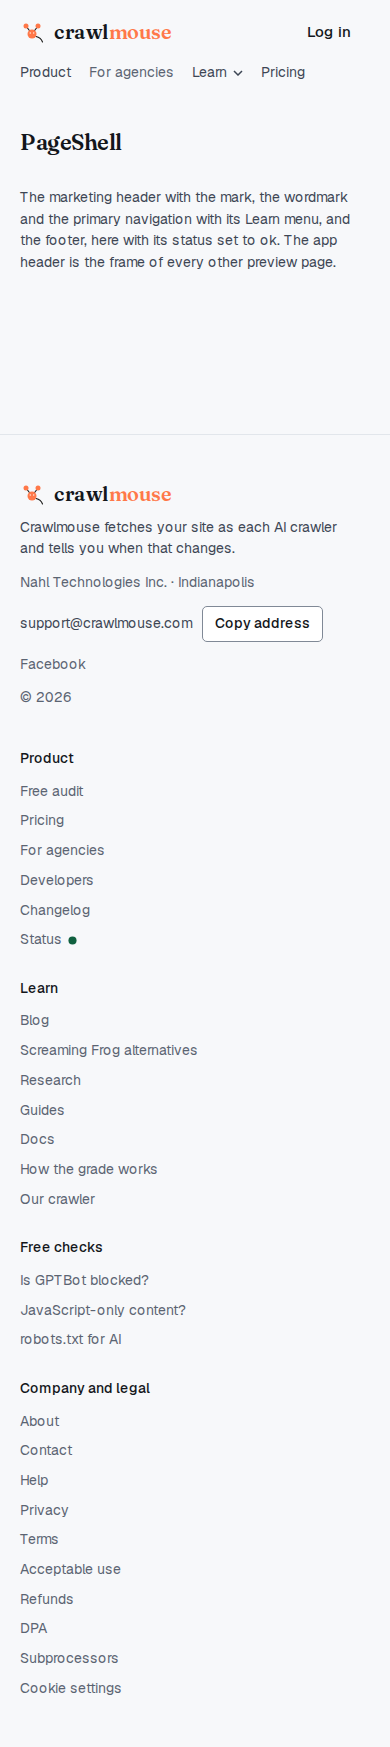 crawlmouse
Log in
Product For agencies Learn Pricing
PageShell
The marketing header with the mark, the wordmark
and the primary navigation with its Learn menu, and
the footer, here with its status set to ok. The app
header is the frame of every other preview page.
crawlmouse
Crawlmouse fetches your site as each AI crawler
and tells you when that changes.
Nahl Technologies Inc. · Indianapolis
support@crawlmouse.com Copy address
Facebook
© 2026
Product
Free audit
Pricing
For agencies
Developers
Changelog
Status
Learn
Blog
Screaming Frog alternatives
Research
Guides
Docs
How the grade works
Our crawler
Free checks
Is GPTBot blocked?
JavaScript-only content?
robots.txt for AI
Company and legal
About
Contact
Help
Privacy
Terms
Acceptable use
Refunds
DPA
Subprocessors
Cookie settings